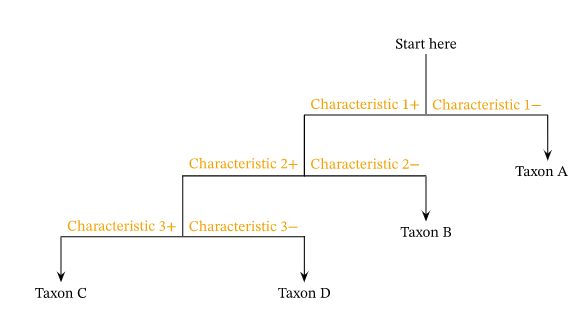 Start here
Characteristic 1+ Characteristic 1−
Taxon A
Characteristic 2+ Characteristic 2−
Taxon B
Characteristic 3+ Characteristic 3−
Taxon C Taxon D